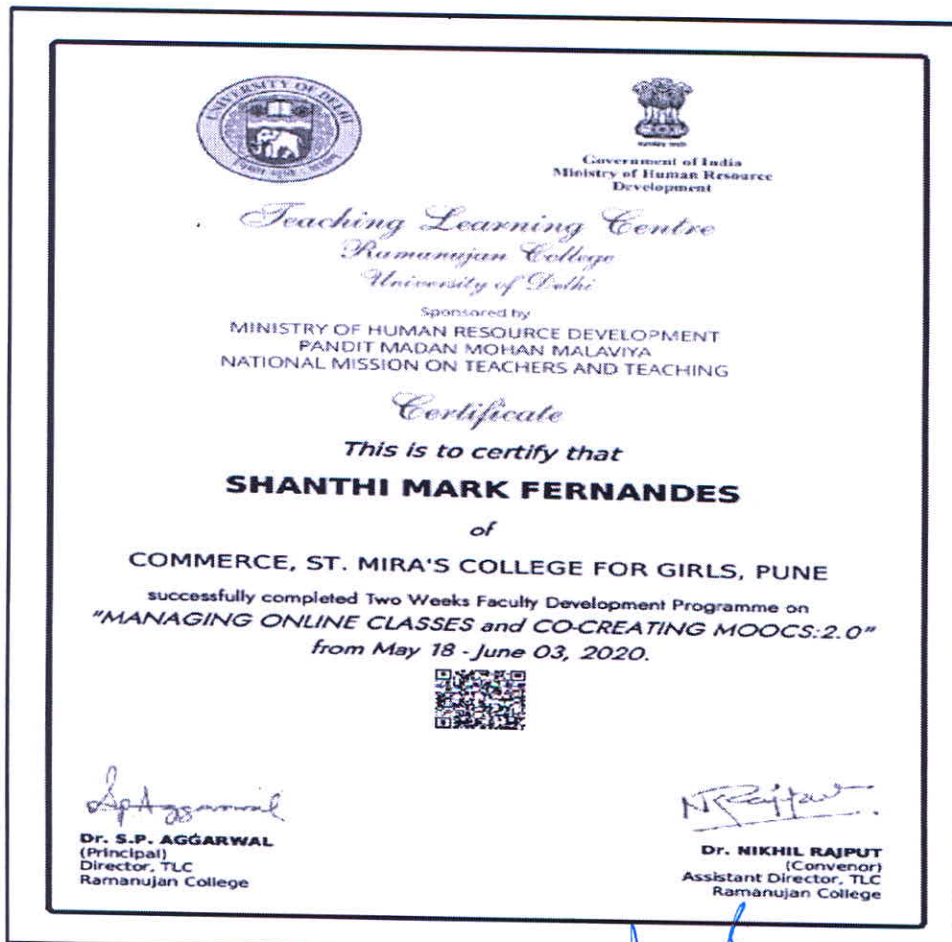 UNIVERSITY OF DELHI
Government of India
Ministry of Human Resource
Development
Teaching Learning Centre
Ramanujan College
University of Delhi
Sponsored by
MINISTRY OF HUMAN RESOURCE DEVELOPMENT
PANDIT MADAN MOHAN MALAVIYA
NATIONAL MISSION ON TEACHERS AND TEACHING
Certificate
This is to certify that
SHANTHI MARK FERNANDES
of
COMMERCE, ST. MIRA'S COLLEGE FOR GIRLS, PUNE
successfully completed Two Weeks Faculty Development Programme on
"MANAGING ONLINE CLASSES and CO-CREATING MOOCS:2.0"
from May 18 - June 03, 2020.
Dr. S.P. AGGARWAL
(Principal)
Director, TLC
Ramanujan College
Dr. NIKHIL RAJPUT
(Convenor)
Assistant Director, TLC
Ramanujan College